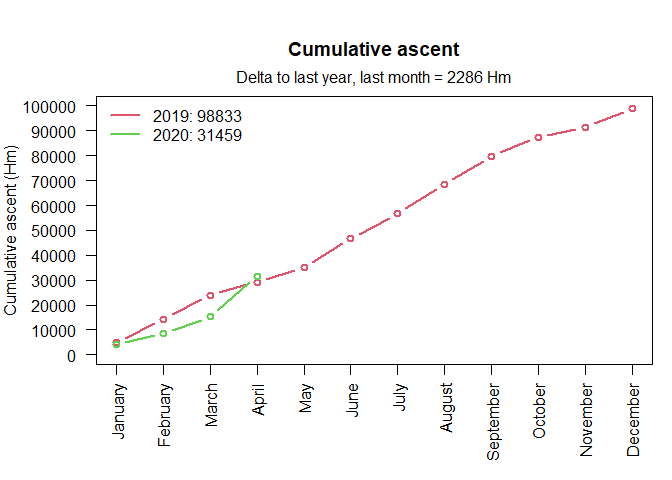 Cumulative ascent
Delta to last year, last month = 2286 Hm
Cumulative ascent (Hm)
100000
90000
80000
70000
60000
50000
40000
30000
20000
10000
0
2019: 98833
2020: 31459
January
February
March
April
May
June
July
August
September
October
November
December